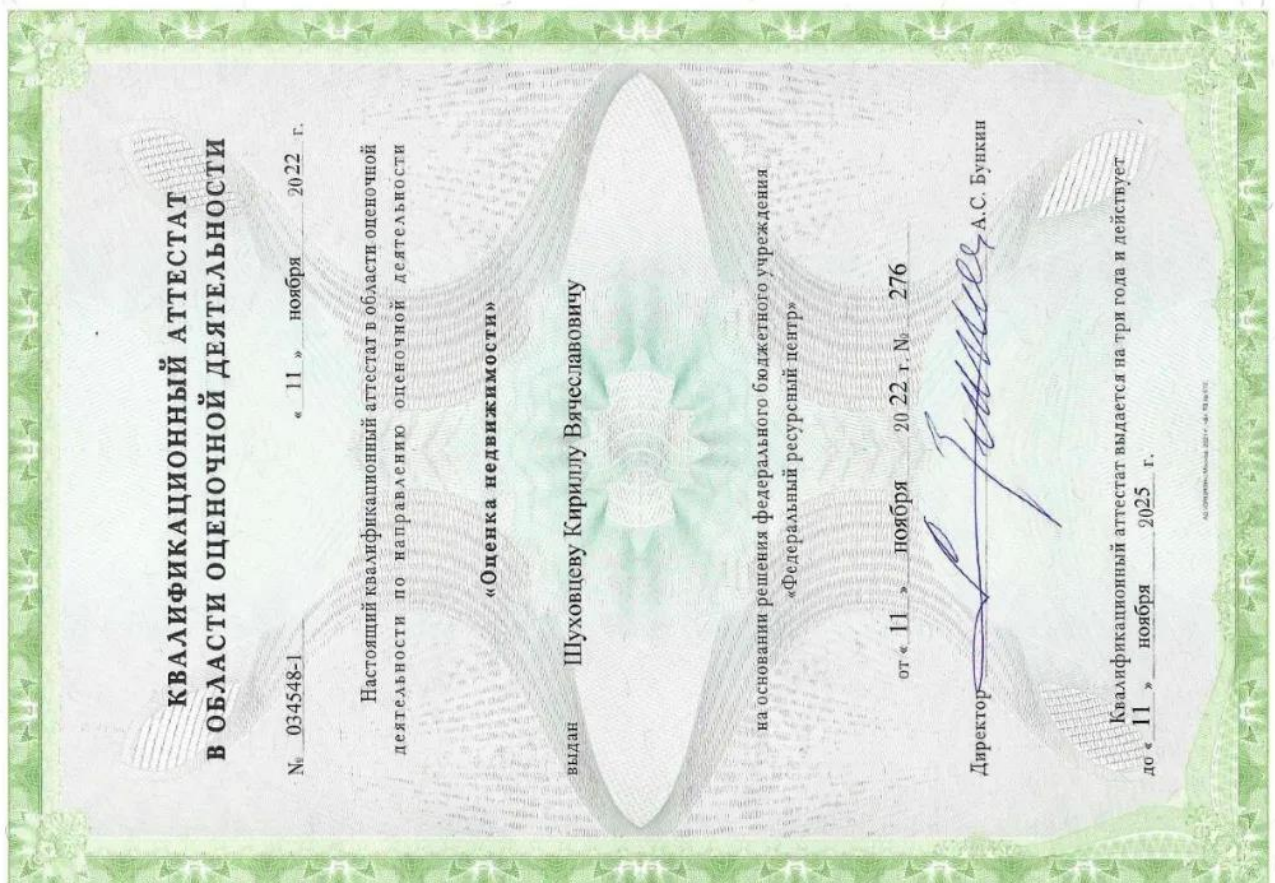 КВАЛИФИКАЦИОННЫЙ АТТЕСТАТ
В ОБЛАСТИ ОЦЕНОЧНОЙ ДЕЯТЕЛЬНОСТИ
№ 034548-1 « 11 » ноября 2022 г.
Настоящий квалификационный аттестат в области оценочной
деятельности по направлению оценочной деятельности
«Оценка недвижимости»
выдан Шуховцеву Кириллу Вячеславовичу
на основании решения федерального бюджетного учреждения
«Федеральный ресурсный центр»
от « 11 » ноября 2022 г. № 276
Директор А.С. Бункин
Квалификационный аттестат выдается на три года и действует
до « 11 » ноября 2025 г.